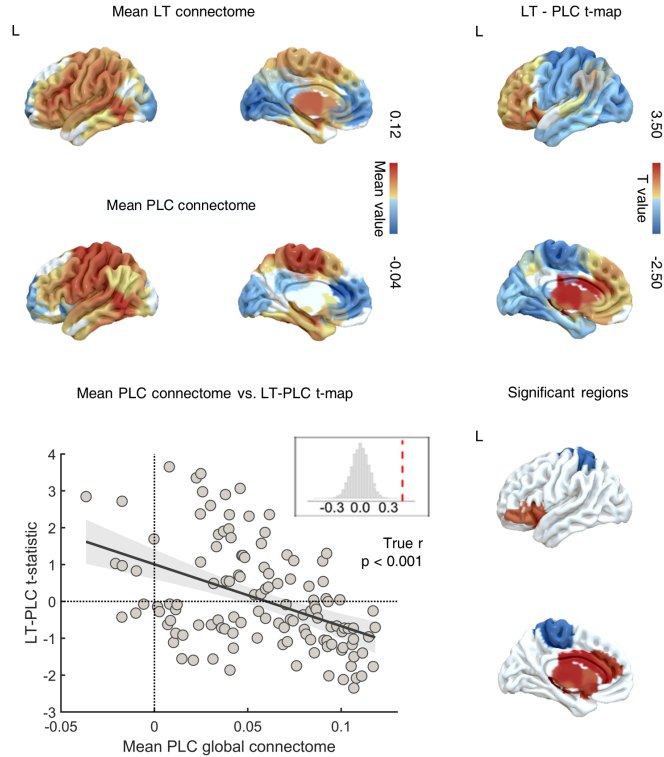 Mean LT connectome
LT - PLC t-map
L
L
0.12
Mean value
-0.04
3.50
T value
-2.50
Mean PLC connectome
Mean PLC connectome vs. LT-PLC t-map
Significant regions
L
4
3
2
1
0
-1
-2
-3
LT-PLC t-statistic
-0.3 0.0 0.3
True r
p < 0.001
-0.05
0
0.05
0.1
Mean PLC global connectome